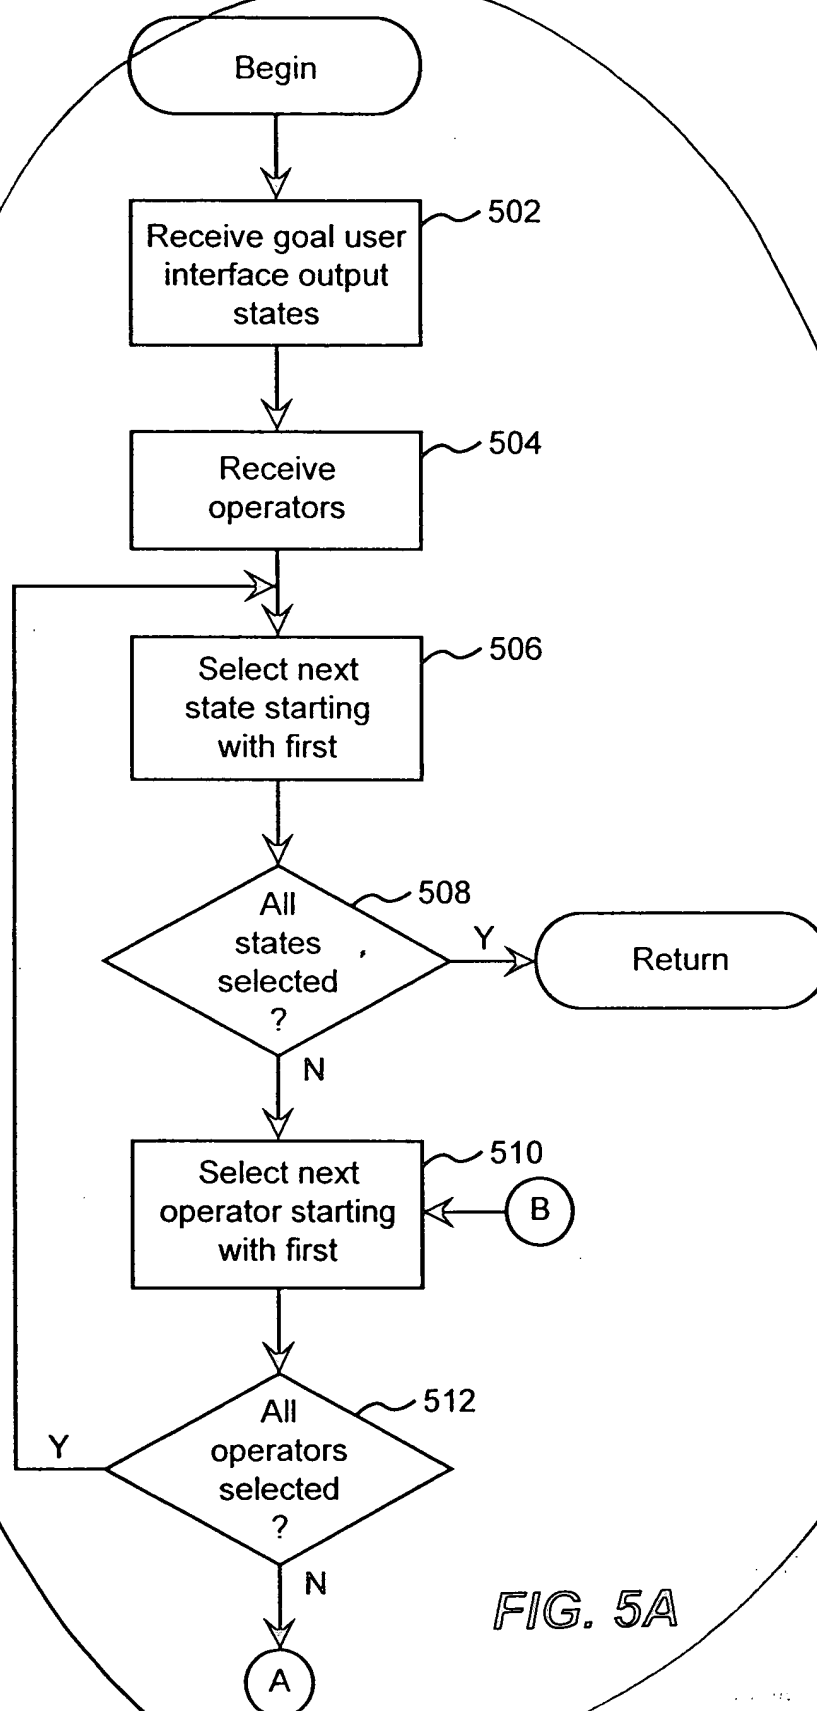 Begin
502
Receive goal user
interface output
states
504
Receive
operators
506
Select next
state starting
with first
508
All
states
selected
?
Y
Return
N
510
Select next
operator starting
with first
B
512
All
operators
selected
?
Y
N
FIG. 5A
A